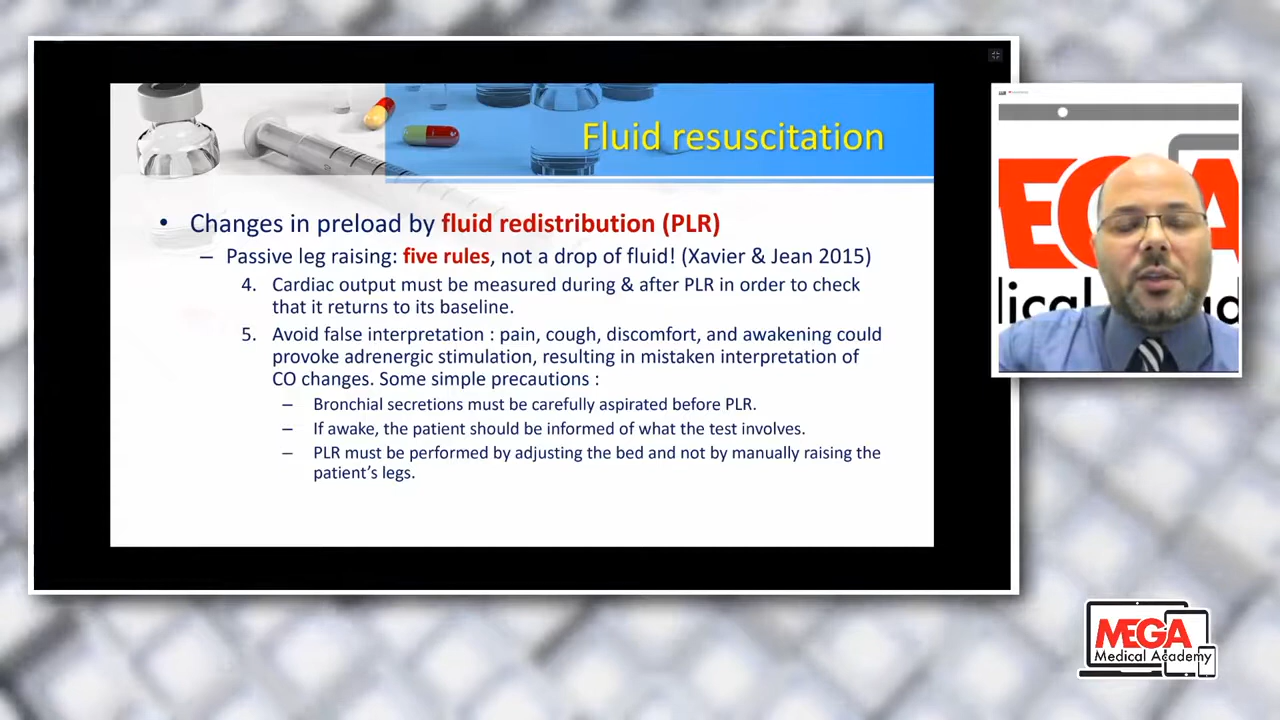 Fluid resuscitation
• Changes in preload by fluid redistribution (PLR)
– Passive leg raising: five rules, not a drop of fluid! (Xavier & Jean 2015)
4. Cardiac output must be measured during & after PLR in order to check
that it returns to its baseline.
5. Avoid false interpretation : pain, cough, discomfort, and awakening could
provoke adrenergic stimulation, resulting in mistaken interpretation of
CO changes. Some simple precautions :
– Bronchial secretions must be carefully aspirated before PLR.
– If awake, the patient should be informed of what the test involves.
– PLR must be performed by adjusting the bed and not by manually raising the
patient’s legs.
MEGA
Medical Academy